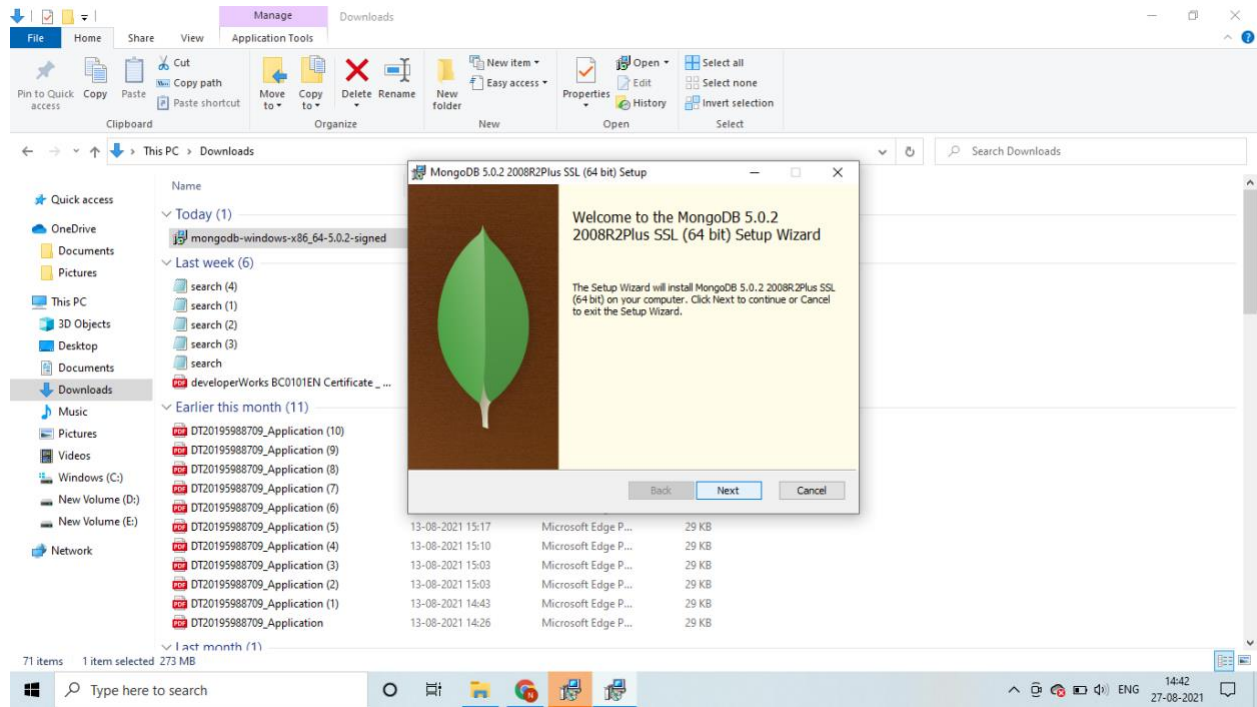 Manage
Downloads
File
Home
Share
View
Application Tools
Pin to Quick access
Copy
Paste
Cut
Copy path
Paste shortcut
Clipboard
Move to
Copy to
Delete
Rename
Organize
New folder
New item
Easy access
New
Properties
Open
Edit
History
Open
Select all
Select none
Invert selection
Select
This PC > Downloads
Search Downloads
Quick access
OneDrive
Documents
Pictures
This PC
3D Objects
Desktop
Documents
Downloads
Music
Pictures
Videos
Windows (C:)
New Volume (D:)
New Volume (E:)
Network
Name
Today (1)
mongodb-windows-x86_64-5.0.2-signed
Last week (6)
search (4)
search (1)
search (2)
search (3)
search
developerWorks BC0101EN Certificate _ ...
Earlier this month (11)
DT20195988709_Application (10)
DT20195988709_Application (9)
DT20195988709_Application (8)
DT20195988709_Application (7)
DT20195988709_Application (6)
DT20195988709_Application (5) 13-08-2021 15:17 Microsoft Edge P... 29 KB
DT20195988709_Application (4) 13-08-2021 15:10 Microsoft Edge P... 29 KB
DT20195988709_Application (3) 13-08-2021 15:03 Microsoft Edge P... 29 KB
DT20195988709_Application (2) 13-08-2021 15:03 Microsoft Edge P... 29 KB
DT20195988709_Application (1) 13-08-2021 14:43 Microsoft Edge P... 29 KB
DT20195988709_Application 13-08-2021 14:26 Microsoft Edge P... 29 KB
Last month (1)
MongoDB 5.0.2 2008R2Plus SSL (64 bit) Setup
Welcome to the MongoDB 5.0.2
2008R2Plus SSL (64 bit) Setup Wizard
The Setup Wizard will install MongoDB 5.0.2 2008R2Plus SSL
(64 bit) on your computer. Click Next to continue or Cancel
to exit the Setup Wizard.
Back
Next
Cancel
71 items 1 item selected 273 MB
Type here to search
ENG
14:42
27-08-2021